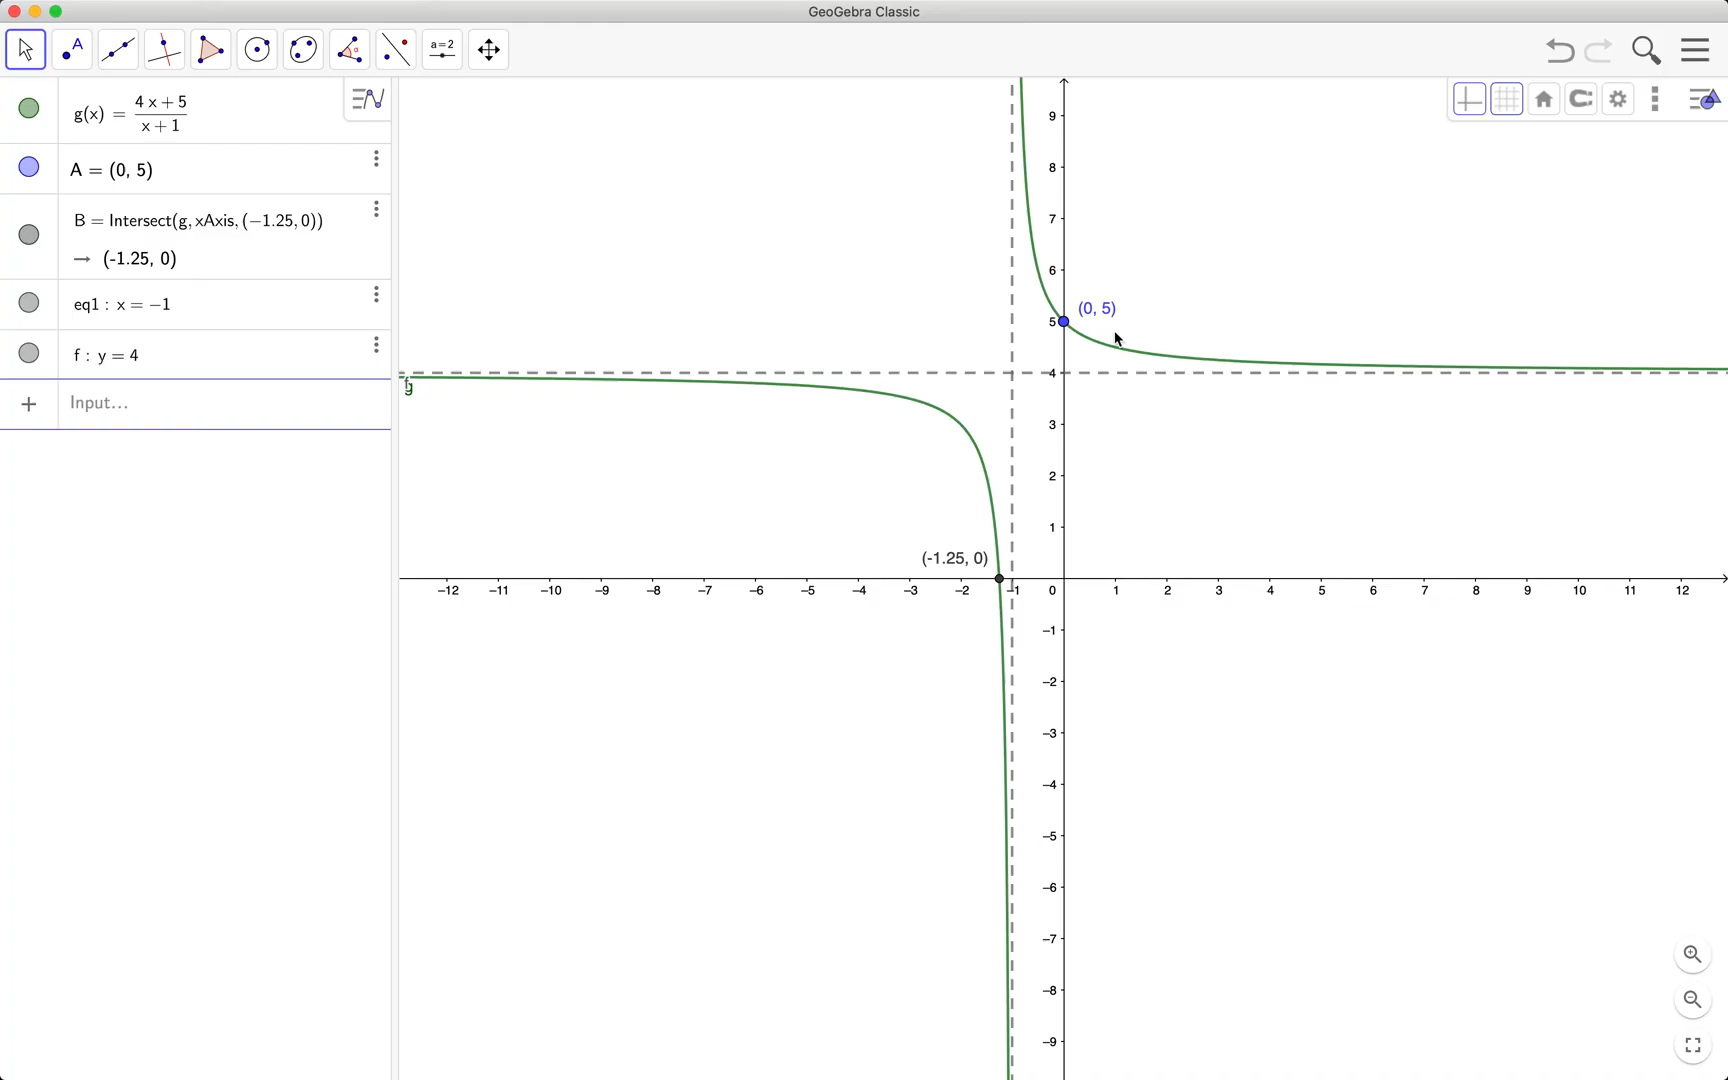 GeoGebra Classic
A
α
a=2
g(x) = (4x + 5)/(x + 1)
A = (0, 5)
B = Intersect(g, xAxis, (−1.25, 0))
→ (-1.25, 0)
eq1 : x = −1
f : y = 4
+ Input...
9
8
7
6
(0, 5)
5
4
f
g
3
2
1
(-1.25, 0)
−12 −11 −10 −9 −8 −7 −6 −5 −4 −3 −2 −1 0 1 2 3 4 5 6 7 8 9 10 11 12
−1
−2
−3
−4
−5
−6
−7
−8
−9